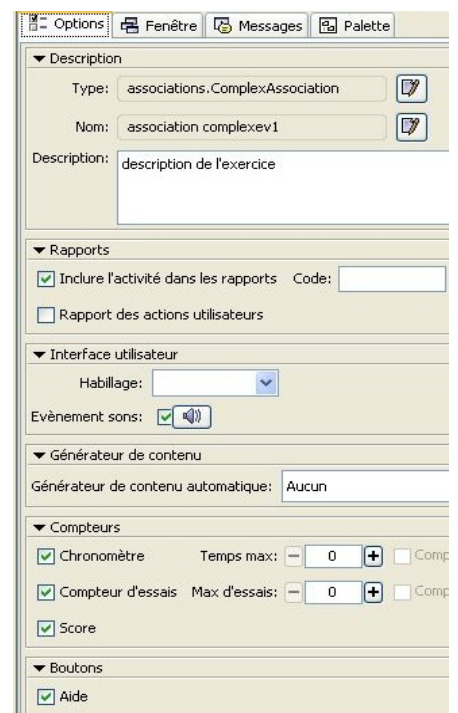 Options Fenêtre Messages Palette
Description
Type: associations.ComplexAssociation
Nom: association complexev1
Description: description de l'exercice
Rapports
Inclure l'activité dans les rapports Code:
Rapport des actions utilisateurs
Interface utilisateur
Habillage:
Evènement sons:
Générateur de contenu
Générateur de contenu automatique: Aucun
Compteurs
Chronomètre Temps max: 0 Comp
Compteur d'essais Max d'essais: 0 Comp
Score
Boutons
Aide